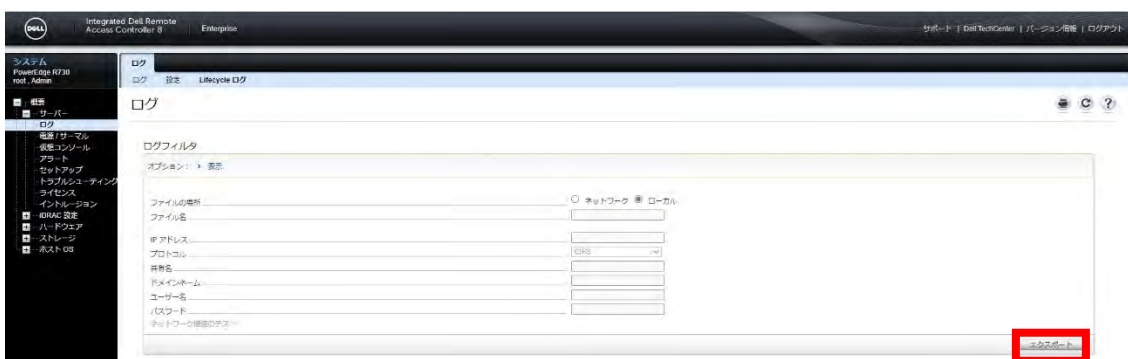 DELL
Integrated Dell Remote
Access Controller 8
Enterprise
サポート | Dell TechCenter | バージョン情報 | ログアウト
システム
PowerEdge R730
root , Admin
概要
サーバー
ログ
電源 / サーマル
仮想コンソール
アラート
セットアップ
トラブルシューティング
ライセンス
イントルージョン
iDRAC 設定
ハードウェア
ストレージ
ホスト OS
ログ
ログ 設定 Lifecycle ログ
ログ
ログフィルタ
オプション： 表示
ファイルの場所 ネットワーク ローカル
ファイル名
IP アドレス
プロトコル CIFS
共有名
ドメインネーム
ユーザー名
パスワード
ネットワーク接続のテスト
エクスポート